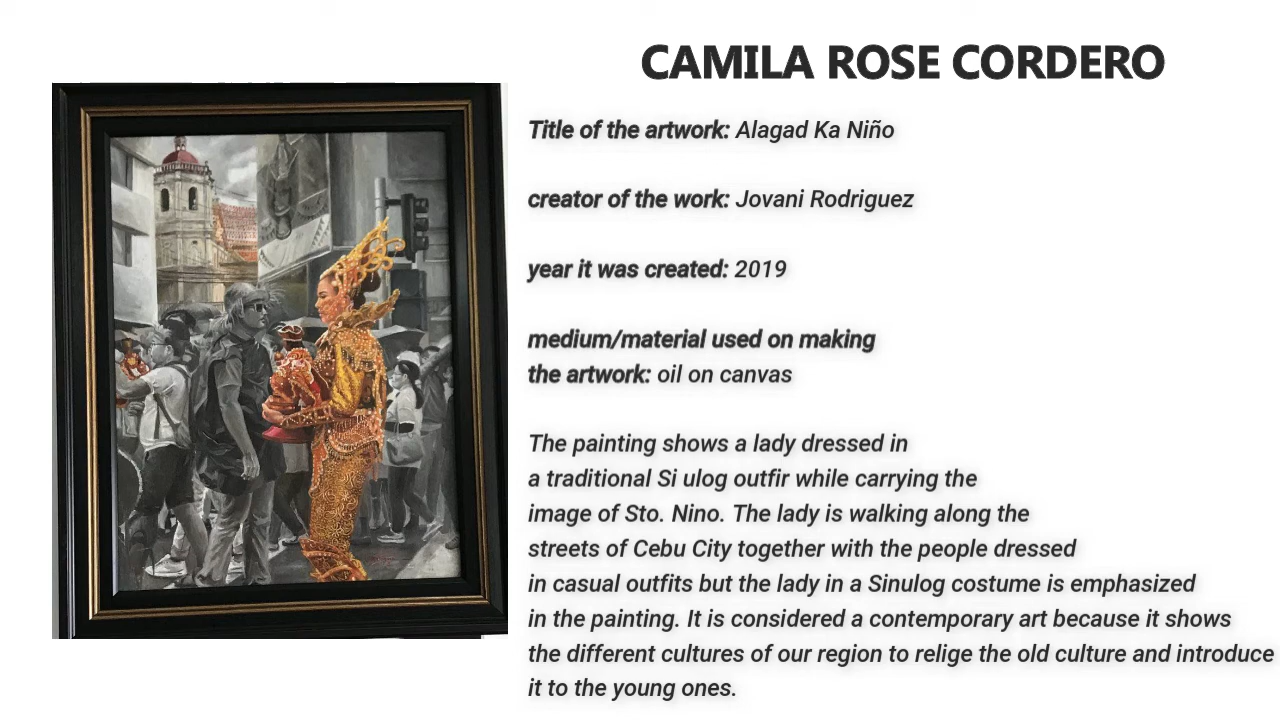 CAMILA ROSE CORDERO
Title of the artwork: Alagad Ka Niño
creator of the work: Jovani Rodriguez
year it was created: 2019
medium/material used on making
the artwork: oil on canvas
The painting shows a lady dressed in
a traditional Si ulog outfir while carrying the
image of Sto. Nino. The lady is walking along the
streets of Cebu City together with the people dressed
in casual outfits but the lady in a Sinulog costume is emphasized
in the painting. It is considered a contemporary art because it shows
the different cultures of our region to relige the old culture and introduce
it to the young ones.